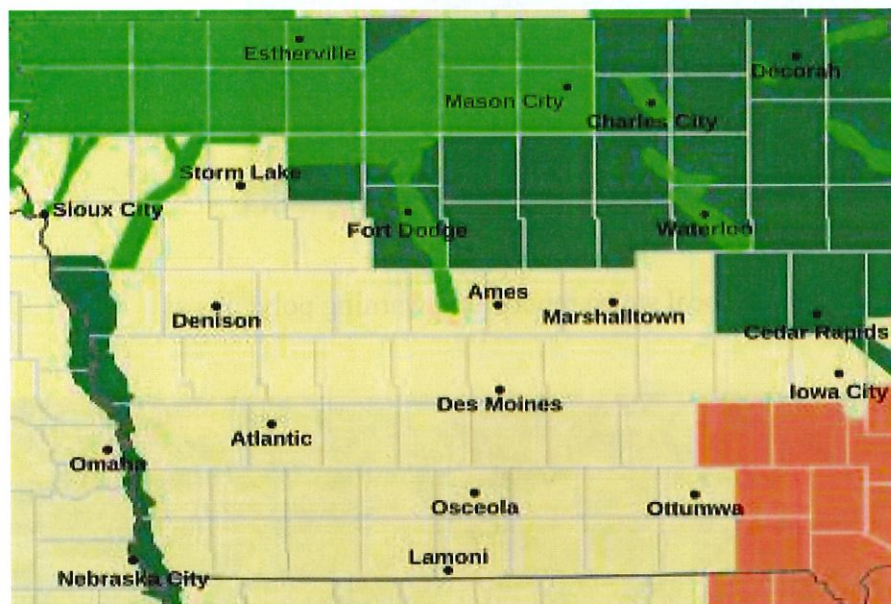 Estherville
Decorah
Mason City
Charles City
Storm Lake
Sioux City
Fort Dodge
Waterloo
Ames
Denison
Marshalltown
Cedar Rapids
Iowa City
Des Moines
Atlantic
Omaha
Osceola
Ottumwa
Lamoni
Nebraska City